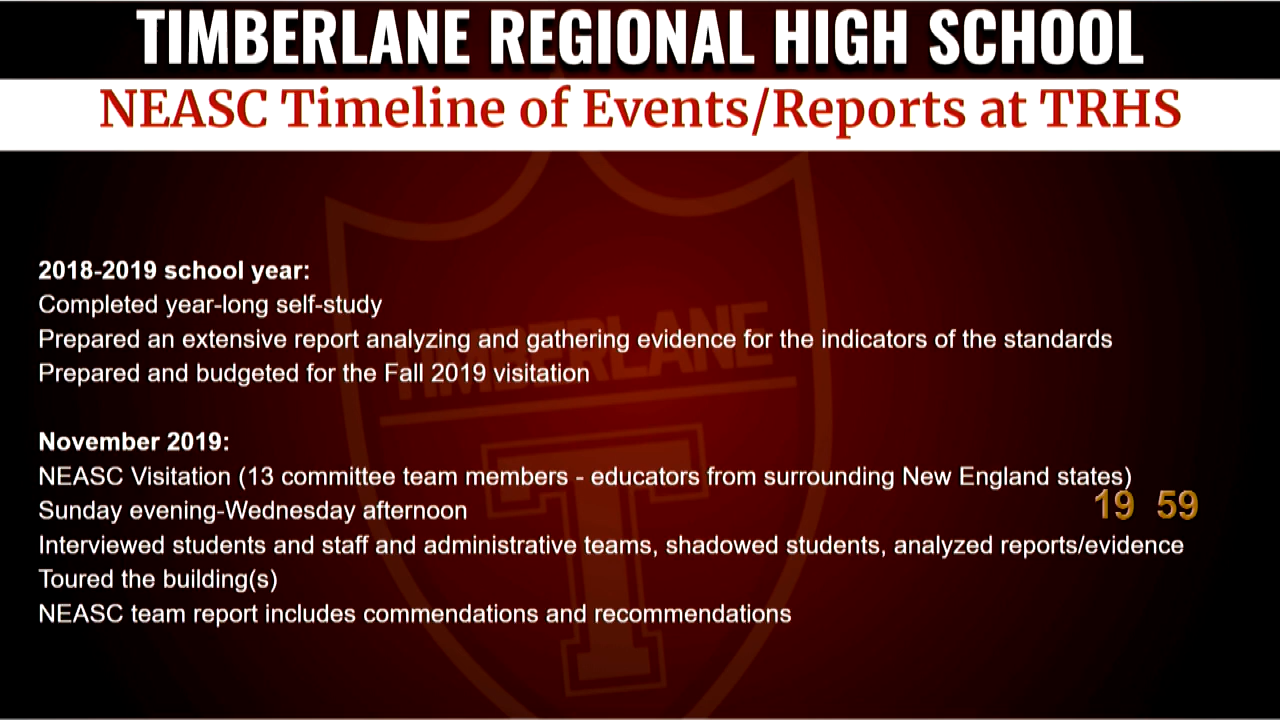 TIMBERLANE REGIONAL HIGH SCHOOL
NEASC Timeline of Events/Reports at TRHS
2018-2019 school year:
Completed year-long self-study
Prepared an extensive report analyzing and gathering evidence for the indicators of the standards
Prepared and budgeted for the Fall 2019 visitation
TIMBERLANE
November 2019:
NEASC Visitation (13 committee team members - educators from surrounding New England states)
Sunday evening-Wednesday afternoon
19 59
Interviewed students and staff and administrative teams, shadowed students, analyzed reports/evidence
Toured the building(s)
NEASC team report includes commendations and recommendations
T